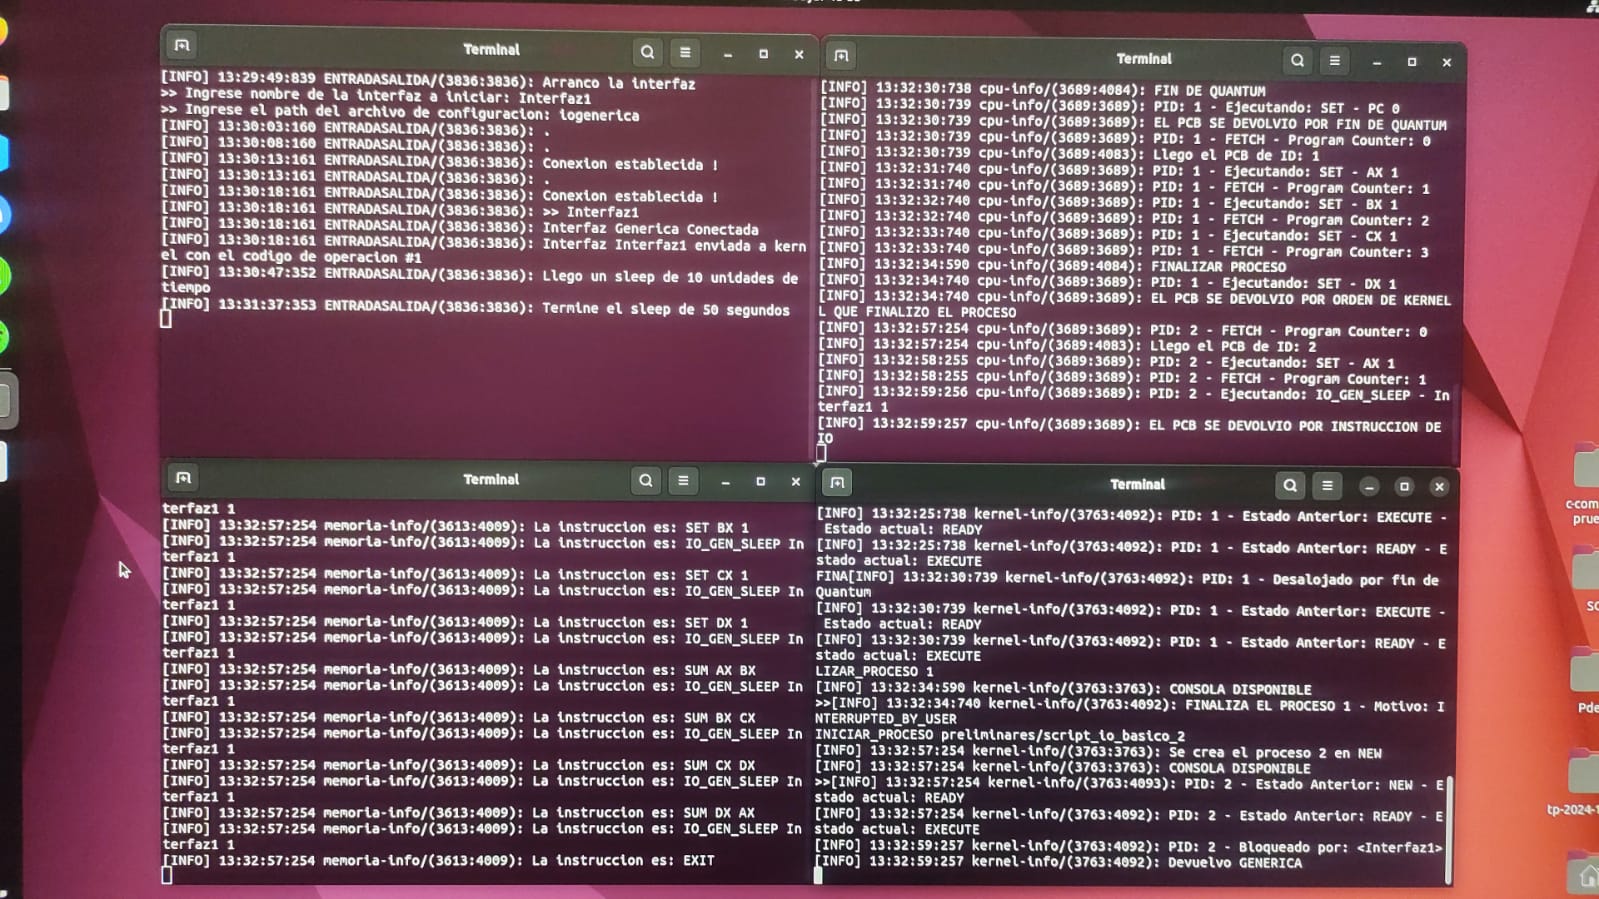 Terminal
[INFO] 13:29:49:839 ENTRADASALIDA/(3836:3836): Arranco la interfaz
>> Ingrese nombre de la interfaz a iniciar: Interfaz1
>> Ingrese el path del archivo de configuracion: iogenerica
[INFO] 13:30:03:160 ENTRADASALIDA/(3836:3836): .
[INFO] 13:30:08:160 ENTRADASALIDA/(3836:3836): .
[INFO] 13:30:13:161 ENTRADASALIDA/(3836:3836): Conexion establecida !
[INFO] 13:30:13:161 ENTRADASALIDA/(3836:3836): .
[INFO] 13:30:18:161 ENTRADASALIDA/(3836:3836): Conexion establecida !
[INFO] 13:30:18:161 ENTRADASALIDA/(3836:3836): >> Interfaz1
[INFO] 13:30:18:161 ENTRADASALIDA/(3836:3836): Interfaz Generica Conectada
[INFO] 13:30:18:161 ENTRADASALIDA/(3836:3836): Interfaz Interfaz1 enviada a kern
el con el codigo de operacion #1
[INFO] 13:30:47:352 ENTRADASALIDA/(3836:3836): Llego un sleep de 10 unidades de
tiempo
[INFO] 13:31:37:353 ENTRADASALIDA/(3836:3836): Termine el sleep de 50 segundos
Terminal
[INFO] 13:32:30:738 cpu-info/(3689:4084): FIN DE QUANTUM
[INFO] 13:32:30:739 cpu-info/(3689:3689): PID: 1 - Ejecutando: SET - PC 0
[INFO] 13:32:30:739 cpu-info/(3689:3689): EL PCB SE DEVOLVIO POR FIN DE QUANTUM
[INFO] 13:32:30:739 cpu-info/(3689:3689): PID: 1 - FETCH - Program Counter: 0
[INFO] 13:32:30:739 cpu-info/(3689:4083): Llego el PCB de ID: 1
[INFO] 13:32:31:740 cpu-info/(3689:3689): PID: 1 - Ejecutando: SET - AX 1
[INFO] 13:32:31:740 cpu-info/(3689:3689): PID: 1 - FETCH - Program Counter: 1
[INFO] 13:32:32:740 cpu-info/(3689:3689): PID: 1 - Ejecutando: SET - BX 1
[INFO] 13:32:32:740 cpu-info/(3689:3689): PID: 1 - FETCH - Program Counter: 2
[INFO] 13:32:33:740 cpu-info/(3689:3689): PID: 1 - Ejecutando: SET - CX 1
[INFO] 13:32:33:740 cpu-info/(3689:3689): PID: 1 - FETCH - Program Counter: 3
[INFO] 13:32:34:590 cpu-info/(3689:4084): FINALIZAR PROCESO
[INFO] 13:32:34:740 cpu-info/(3689:3689): PID: 1 - Ejecutando: SET - DX 1
[INFO] 13:32:34:740 cpu-info/(3689:3689): EL PCB SE DEVOLVIO POR ORDEN DE KERNEL
L QUE FINALIZO EL PROCESO
[INFO] 13:32:57:254 cpu-info/(3689:3689): PID: 2 - FETCH - Program Counter: 0
[INFO] 13:32:57:254 cpu-info/(3689:4083): Llego el PCB de ID: 2
[INFO] 13:32:58:255 cpu-info/(3689:3689): PID: 2 - Ejecutando: SET - AX 1
[INFO] 13:32:58:255 cpu-info/(3689:3689): PID: 2 - FETCH - Program Counter: 1
[INFO] 13:32:59:256 cpu-info/(3689:3689): PID: 2 - Ejecutando: IO_GEN_SLEEP - In
terfaz1 1
[INFO] 13:32:59:257 cpu-info/(3689:3689): EL PCB SE DEVOLVIO POR INSTRUCCION DE
IO
Terminal
terfaz1 1
[INFO] 13:32:57:254 memoria-info/(3613:4009): La instruccion es: SET BX 1
[INFO] 13:32:57:254 memoria-info/(3613:4009): La instruccion es: IO_GEN_SLEEP In
terfaz1 1
[INFO] 13:32:57:254 memoria-info/(3613:4009): La instruccion es: SET CX 1
[INFO] 13:32:57:254 memoria-info/(3613:4009): La instruccion es: IO_GEN_SLEEP In
terfaz1 1
[INFO] 13:32:57:254 memoria-info/(3613:4009): La instruccion es: SET DX 1
[INFO] 13:32:57:254 memoria-info/(3613:4009): La instruccion es: IO_GEN_SLEEP In
terfaz1 1
[INFO] 13:32:57:254 memoria-info/(3613:4009): La instruccion es: SUM AX BX
[INFO] 13:32:57:254 memoria-info/(3613:4009): La instruccion es: IO_GEN_SLEEP In
terfaz1 1
[INFO] 13:32:57:254 memoria-info/(3613:4009): La instruccion es: SUM BX CX
[INFO] 13:32:57:254 memoria-info/(3613:4009): La instruccion es: IO_GEN_SLEEP In
terfaz1 1
[INFO] 13:32:57:254 memoria-info/(3613:4009): La instruccion es: SUM CX DX
[INFO] 13:32:57:254 memoria-info/(3613:4009): La instruccion es: IO_GEN_SLEEP In
terfaz1 1
[INFO] 13:32:57:254 memoria-info/(3613:4009): La instruccion es: SUM DX AX
[INFO] 13:32:57:254 memoria-info/(3613:4009): La instruccion es: IO_GEN_SLEEP In
terfaz1 1
[INFO] 13:32:57:254 memoria-info/(3613:4009): La instruccion es: EXIT
Terminal
[INFO] 13:32:25:738 kernel-info/(3763:4092): PID: 1 - Estado Anterior: EXECUTE -
Estado actual: READY
[INFO] 13:32:25:738 kernel-info/(3763:4092): PID: 1 - Estado Anterior: READY - E
stado actual: EXECUTE
FINA[INFO] 13:32:30:739 kernel-info/(3763:4092): PID: 1 - Desalojado por fin de
Quantum
[INFO] 13:32:30:739 kernel-info/(3763:4092): PID: 1 - Estado Anterior: EXECUTE -
Estado actual: READY
[INFO] 13:32:30:739 kernel-info/(3763:4092): PID: 1 - Estado Anterior: READY - E
stado actual: EXECUTE
LIZAR_PROCESO 1
[INFO] 13:32:34:590 kernel-info/(3763:3763): CONSOLA DISPONIBLE
>>[INFO] 13:32:34:740 kernel-info/(3763:4092): FINALIZA EL PROCESO 1 - Motivo: I
NTERRUPTED_BY_USER
INICIAR_PROCESO preliminares/script_io_basico_2
[INFO] 13:32:57:254 kernel-info/(3763:3763): Se crea el proceso 2 en NEW
[INFO] 13:32:57:254 kernel-info/(3763:3763): CONSOLA DISPONIBLE
>>[INFO] 13:32:57:254 kernel-info/(3763:4093): PID: 2 - Estado Anterior: NEW - E
stado actual: READY
[INFO] 13:32:57:254 kernel-info/(3763:4092): PID: 2 - Estado Anterior: READY - E
stado actual: EXECUTE
[INFO] 13:32:59:257 kernel-info/(3763:4092): PID: 2 - Bloqueado por: <Interfaz1>
[INFO] 13:32:59:257 kernel-info/(3763:4092): Devuelvo GENERICA
c-com
prue
Pde
tp-2024-1